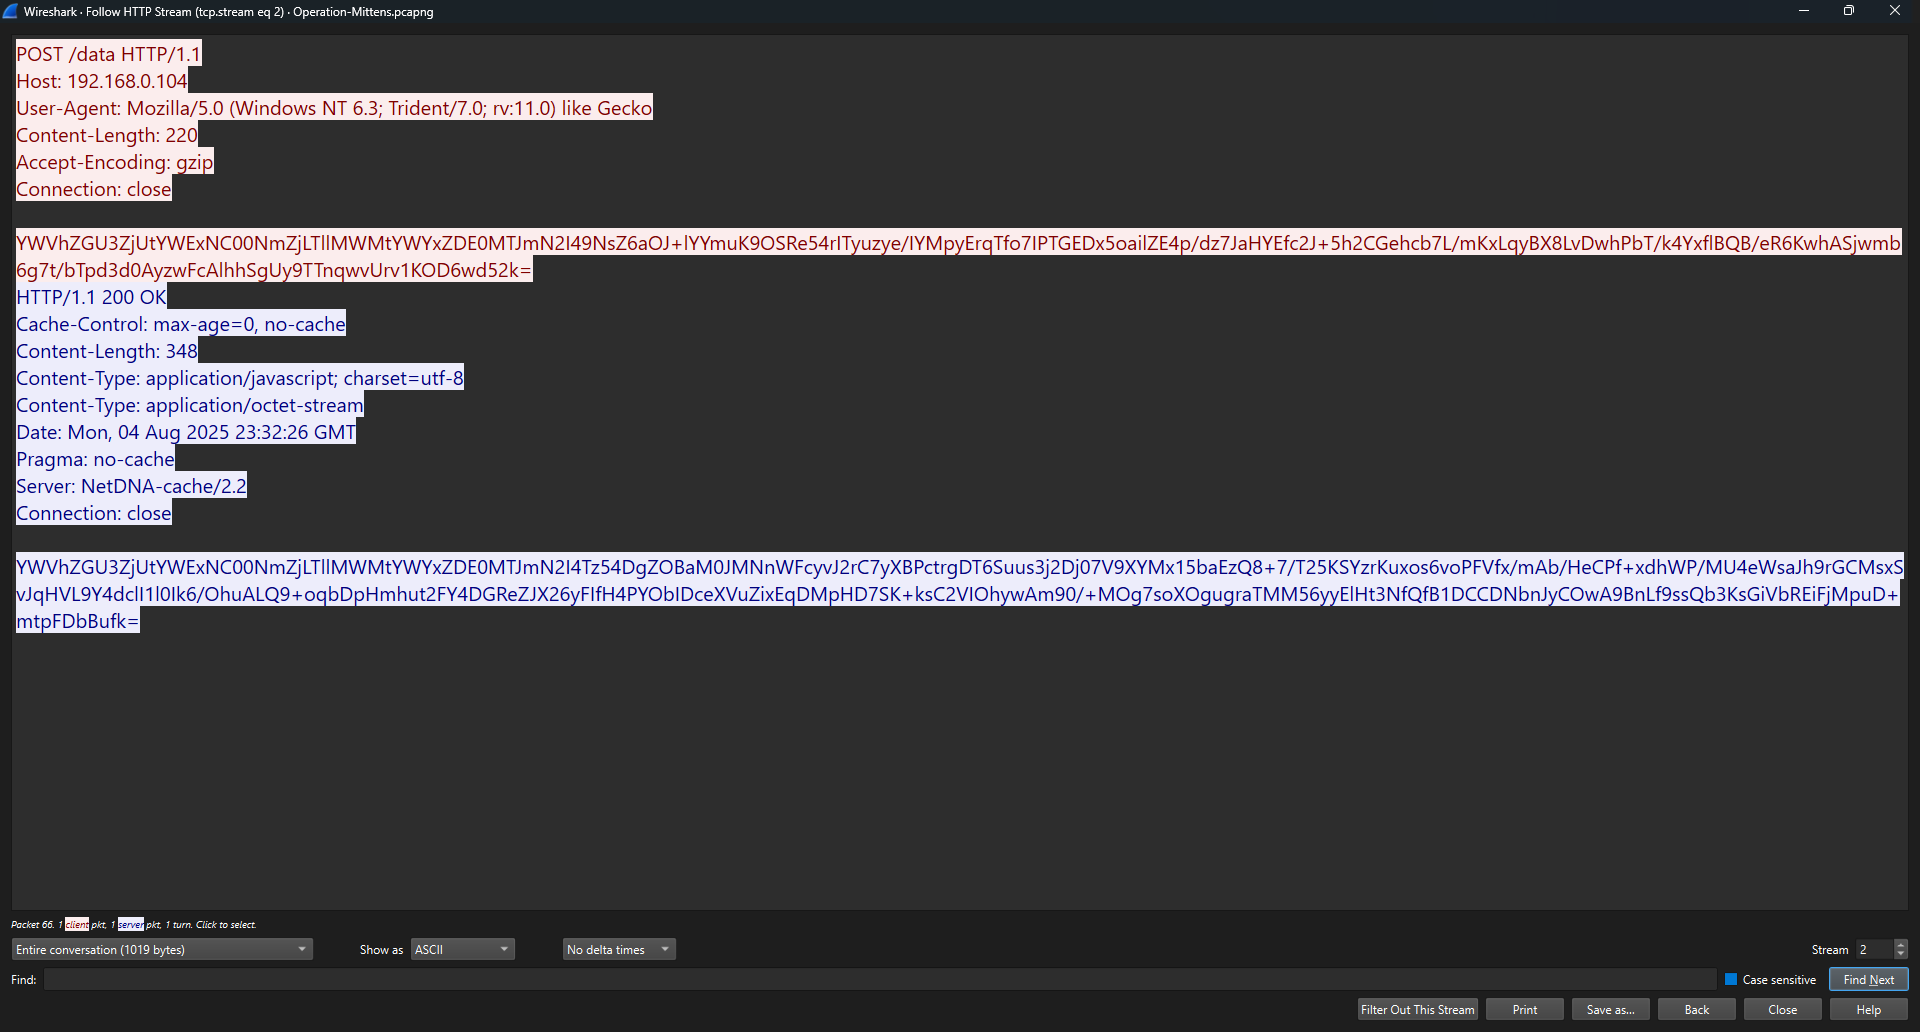 Wireshark · Follow HTTP Stream (tcp.stream eq 2) · Operation-Mittens.pcapng
POST /data HTTP/1.1
Host: 192.168.0.104
User-Agent: Mozilla/5.0 (Windows NT 6.3; Trident/7.0; rv:11.0) like Gecko
Content-Length: 220
Accept-Encoding: gzip
Connection: close
YWVhZGU3ZjUtYWExNC00NmZjLTllMWMtYWYxZDE0MTJmN2I49NsZ6aOJ+lYYmuK9OSRe54rITyuzye/IYMpyErqTfo7IPTGEDx5oailZE4p/dz7JaHYEfc2J+5h2CGehcb7L/mKxLqyBX8LvDwhPbT/k4YxflBQB/eR6KwhASjwmb
6g7t/bTpd3d0AyzwFcAlhhSgUy9TTnqwvUrv1KOD6wd52k=
HTTP/1.1 200 OK
Cache-Control: max-age=0, no-cache
Content-Length: 348
Content-Type: application/javascript; charset=utf-8
Content-Type: application/octet-stream
Date: Mon, 04 Aug 2025 23:32:26 GMT
Pragma: no-cache
Server: NetDNA-cache/2.2
Connection: close
YWVhZGU3ZjUtYWExNC00NmZjLTllMWMtYWYxZDE0MTJmN2I4Tz54DgZOBaM0JMNnWFcyvJ2rC7yXBPctrgDT6Suus3j2Dj07V9XYMx15baEzQ8+7/T25KSYzrKuxos6voPFVfx/mAb/HeCPf+xdhWP/MU4eWsaJh9rGCMsxS
vJqHVL9Y4dclI1l0Ik6/OhuALQ9+oqbDpHmhut2FY4DGReZJX26yFIfH4PYObIDceXVuZixEqDMpHD7SK+ksC2VIOhywAm90/+MOg7soXOgugraTMM56yyElHt3NfQfB1DCCDNbnJyCOwA9BnLf9ssQb3KsGiVbREiFjMpuD+
mtpFDbBufk=
Packet 66. 1 client pkt, 1 server pkt, 1 turn. Click to select.
Entire conversation (1019 bytes) Show as ASCII No delta times Stream 2
Find: Case sensitive Find Next
Filter Out This Stream Print Save as... Back Close Help